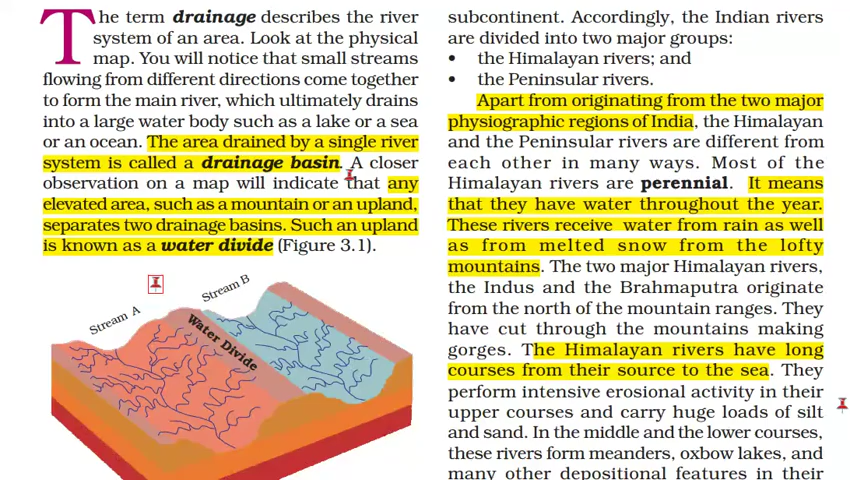 The term drainage describes the river
system of an area. Look at the physical
map. You will notice that small streams
flowing from different directions come together
to form the main river, which ultimately drains
into a large water body such as a lake or a sea
or an ocean. The area drained by a single river
system is called a drainage basin. A closer
observation on a map will indicate that any
elevated area, such as a mountain or an upland,
separates two drainage basins. Such an upland
is known as a water divide (Figure 3.1).
Stream A
Stream B
Water Divide
subcontinent. Accordingly, the Indian rivers
are divided into two major groups:
• the Himalayan rivers; and
• the Peninsular rivers.
Apart from originating from the two major
physiographic regions of India, the Himalayan
and the Peninsular rivers are different from
each other in many ways. Most of the
Himalayan rivers are perennial. It means
that they have water throughout the year.
These rivers receive water from rain as well
as from melted snow from the lofty
mountains. The two major Himalayan rivers,
the Indus and the Brahmaputra originate
from the north of the mountain ranges. They
have cut through the mountains making
gorges. The Himalayan rivers have long
courses from their source to the sea. They
perform intensive erosional activity in their
upper courses and carry huge loads of silt
and sand. In the middle and the lower courses,
these rivers form meanders, oxbow lakes, and
many other depositional features in their